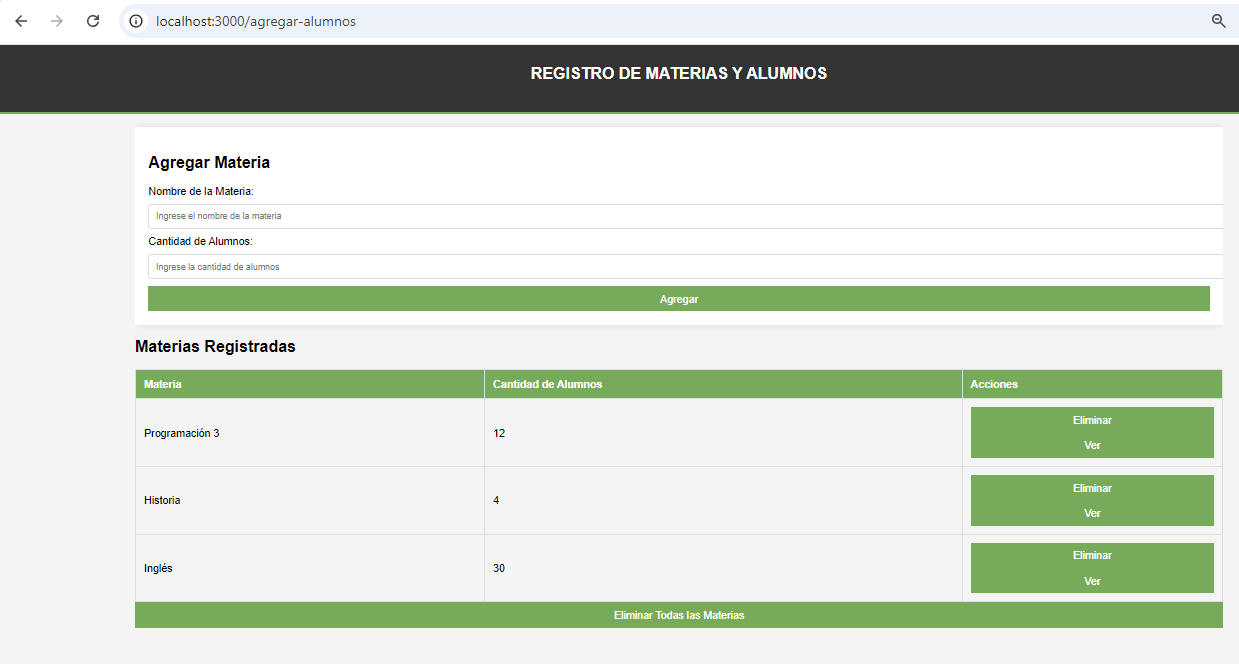 localhost:3000/agregar-alumnos
REGISTRO DE MATERIAS Y ALUMNOS
Agregar Materia
Nombre de la Materia:
Ingrese el nombre de la materia
Cantidad de Alumnos:
Ingrese la cantidad de alumnos
Agregar
Materias Registradas
Materia Cantidad de Alumnos Acciones
Programación 3 12 Eliminar
Ver
Historia 4 Eliminar
Ver
Inglés 30 Eliminar
Ver
Eliminar Todas las Materias